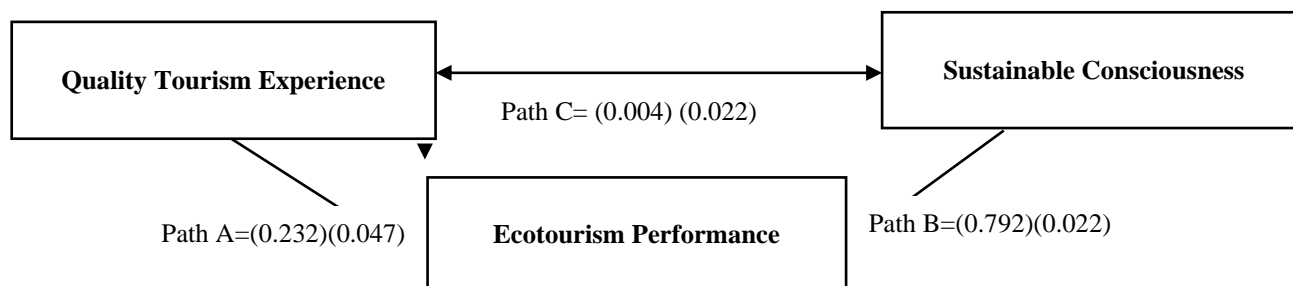 Quality Tourism Experience
Sustainable Consciousness
Path C= (0.004) (0.022)
Path A=(0.232)(0.047)
Ecotourism Performance
Path B=(0.792)(0.022)